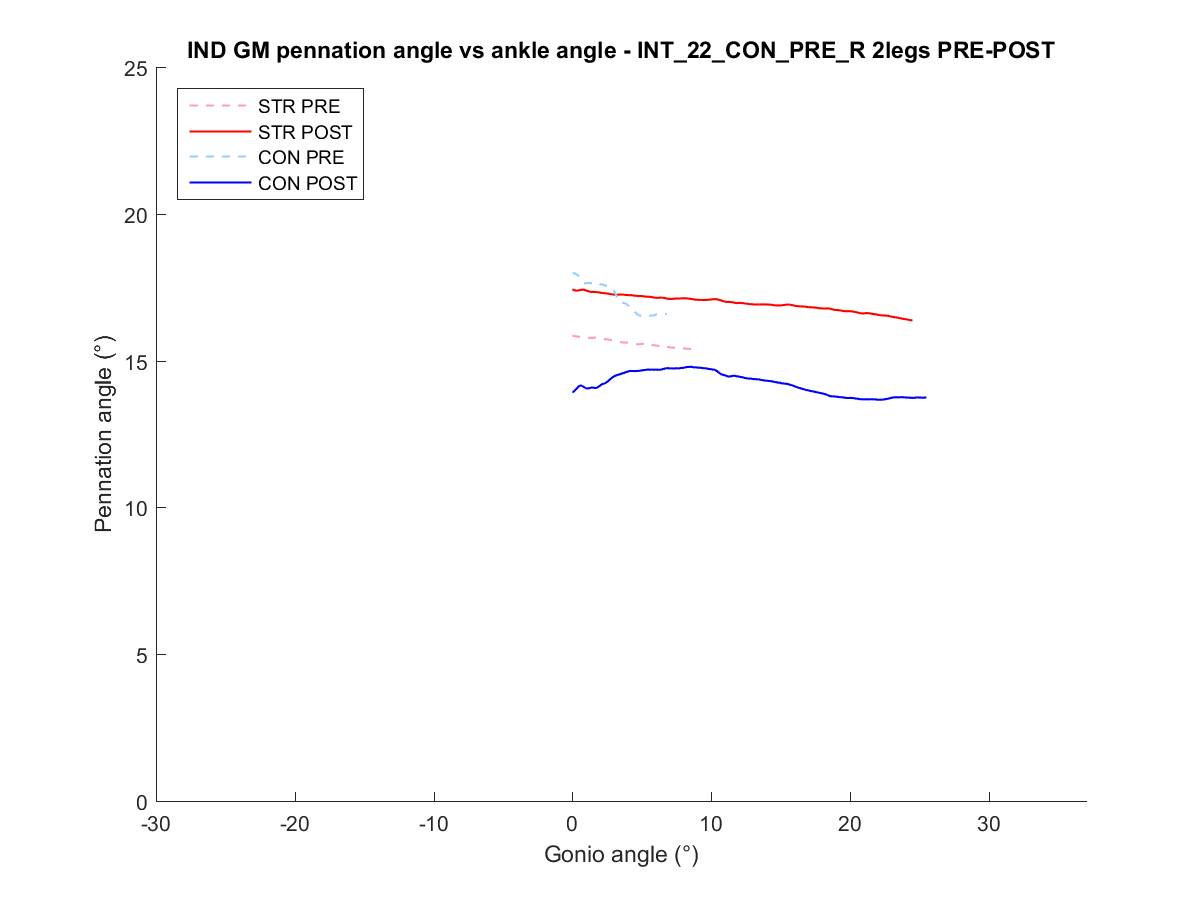 IND GM pennation angle vs ankle angle - INT_22_CON_PRE_R 2legs PRE-POST
25
STR PRE
STR POST
CON PRE
CON POST
20
15
Pennation angle (°)
10
5
0
-30 -20 -10 0 10 20 30
Gonio angle (°)